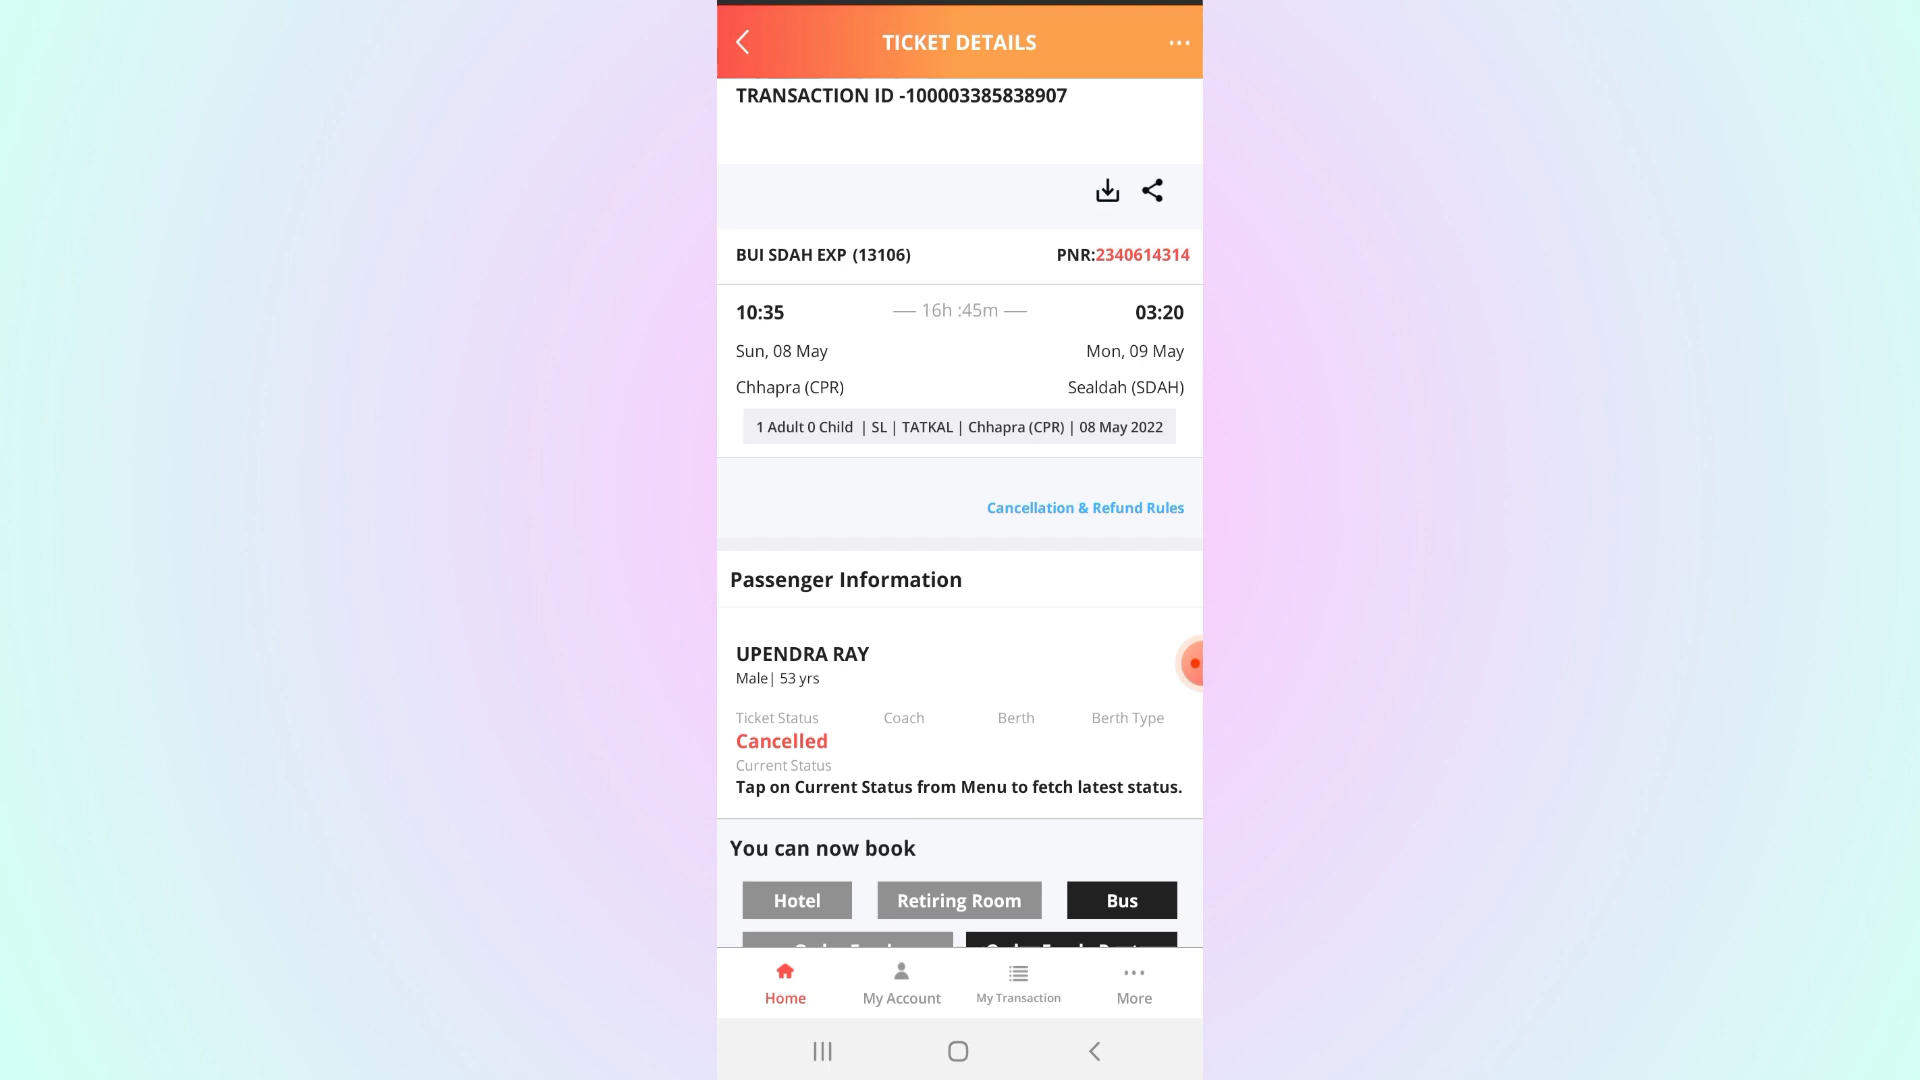 TICKET DETAILS
TRANSACTION ID -100003385838907
BUI SDAH EXP (13106) PNR:2340614314
10:35 16h :45m 03:20
Sun, 08 May Mon, 09 May
Chhapra (CPR) Sealdah (SDAH)
1 Adult 0 Child | SL | TATKAL | Chhapra (CPR) | 08 May 2022
Cancellation & Refund Rules
Passenger Information
UPENDRA RAY
Male| 53 yrs
Ticket Status Coach Berth Berth Type
Cancelled
Current Status
Tap on Current Status from Menu to fetch latest status.
You can now book
Hotel Retiring Room Bus
Home My Account My Transaction More